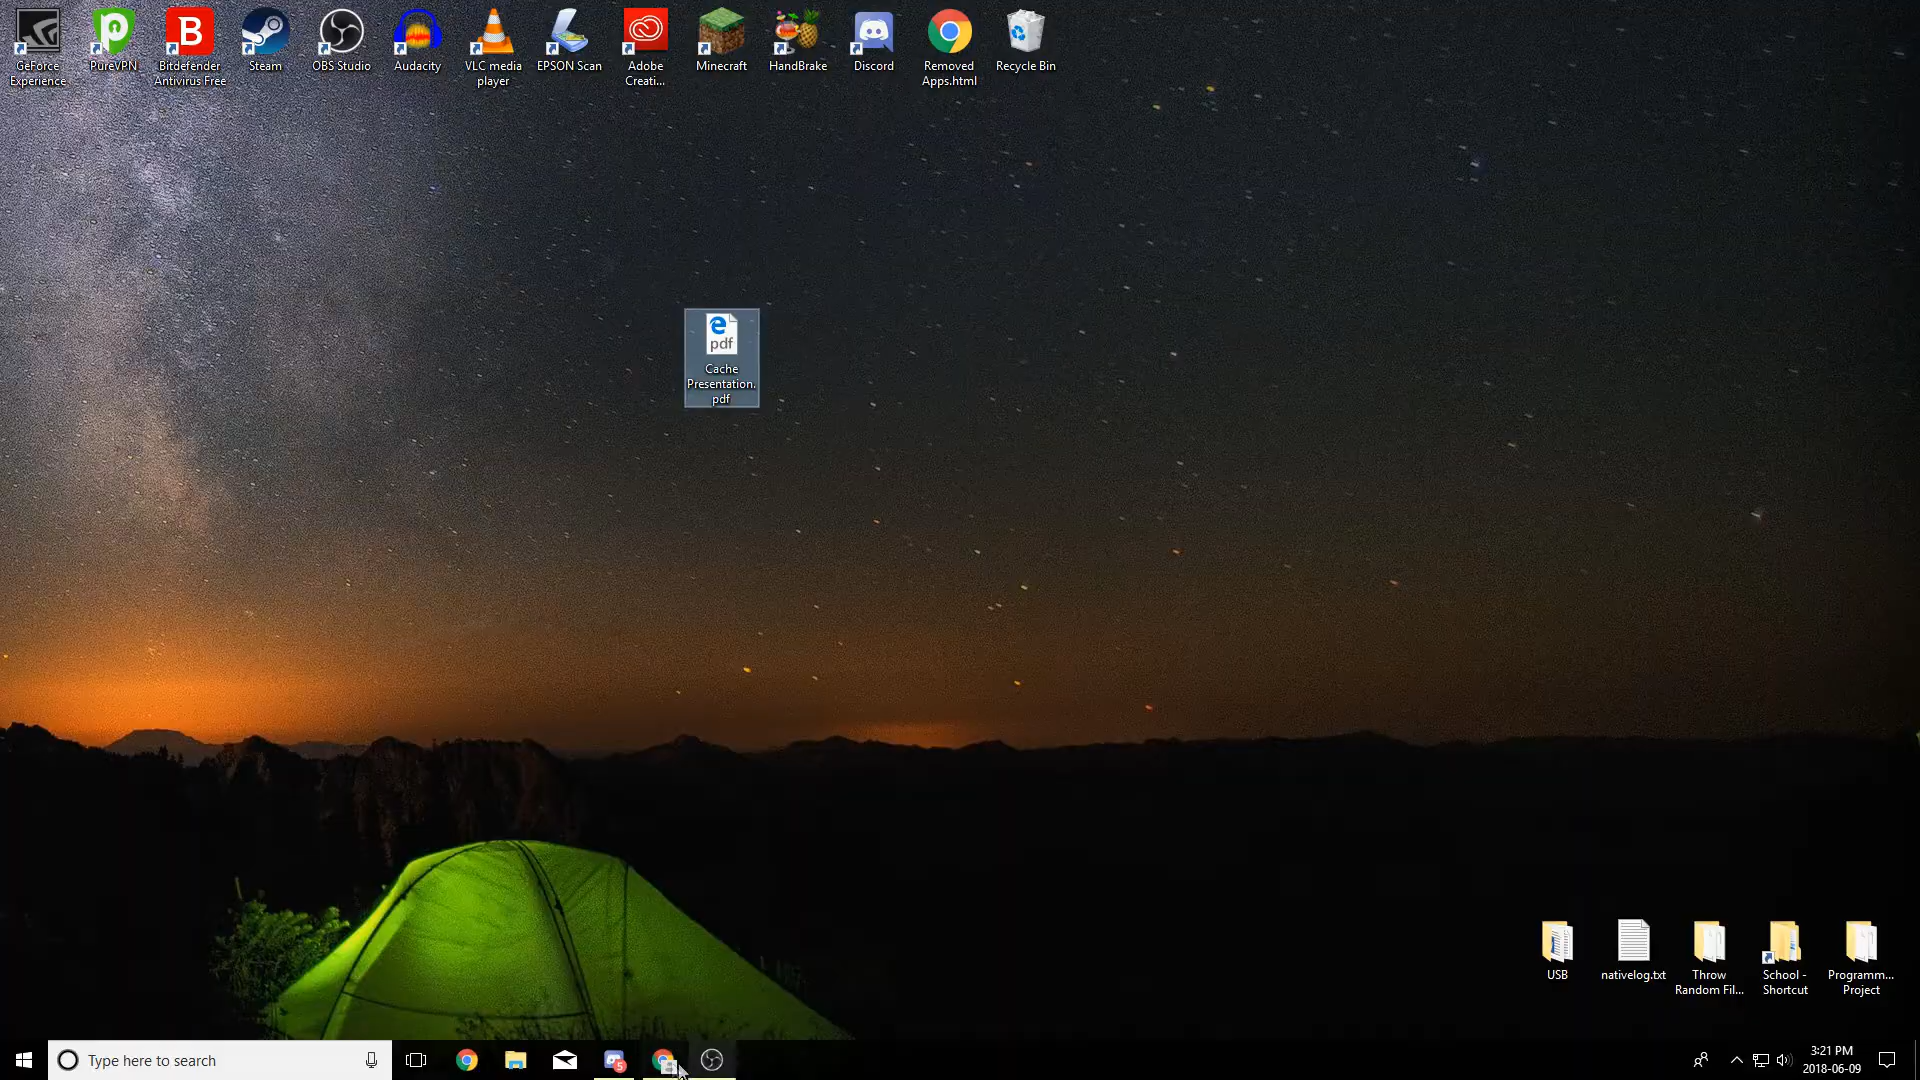 GeForce
Experience
PureVPN
Bitdefender
Antivirus Free
Steam
OBS Studio
Audacity
VLC media
player
EPSON Scan
Adobe
Creati...
Minecraft
HandBrake
Discord
Removed
Apps.html
Recycle Bin
pdf
Cache
Presentation.
pdf
USB
nativelog.txt
Throw
Random Fil...
School -
Shortcut
Programm...
Project
Type here to search
5
3:21 PM
2018-06-09